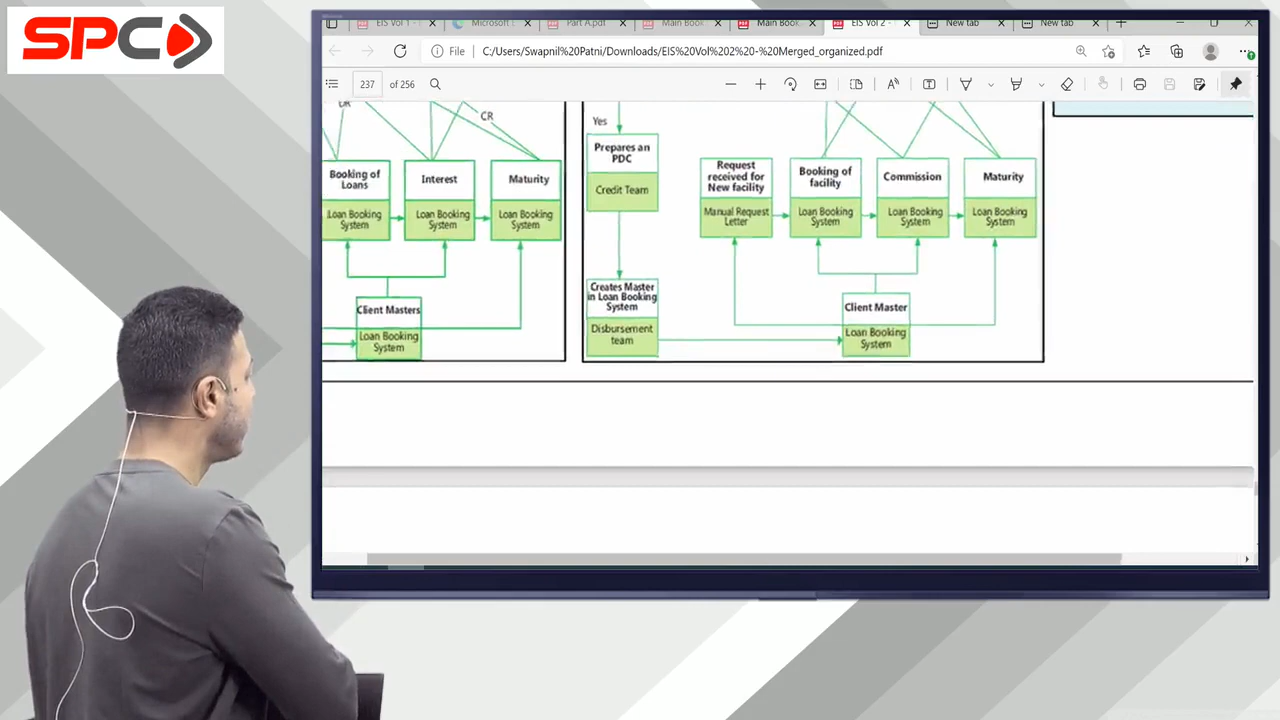 SPC
EIS Vol 1 -
Microsoft
Part A.pdf
Main Book
Main Book
EIS Vol 2 -
New tab
New tab
File
C:/Users/Swapnil%20Patni/Downloads/EIS%20Vol%202%20-%20Merged_organized.pdf
237
of 256
DR
CR
Booking of
Loans
Loan Booking
System
Interest
Loan Booking
System
Maturity
Loan Booking
System
Client Masters
Loan Booking
System
Yes
Prepares an
PDC
Credit Team
Creates Master
in Loan Booking
System
Disbursement
team
Request
received for
New facility
Manual Request
Letter
Booking of
facility
Loan Booking
System
Commission
Loan Booking
System
Maturity
Loan Booking
System
Client Master
Loan Booking
System